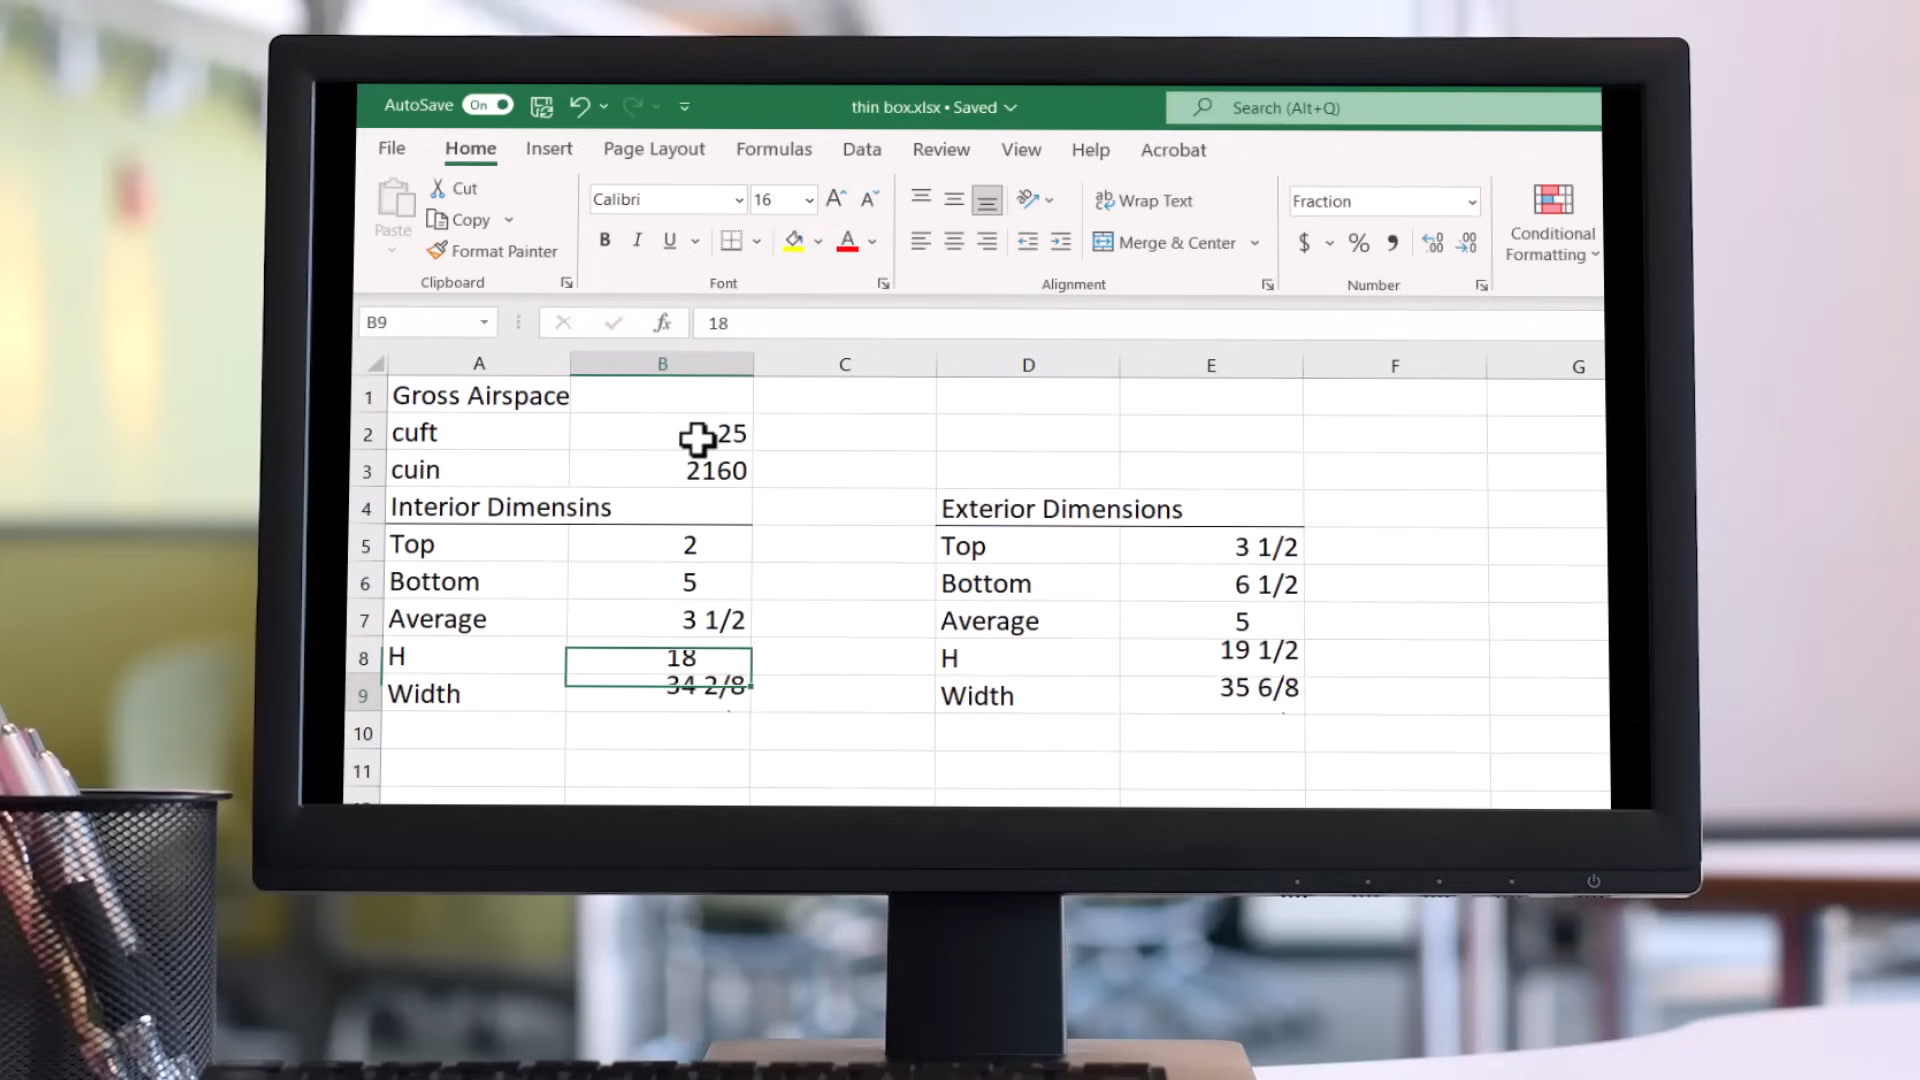 AutoSave On thin box.xlsx • Saved Search (Alt+Q)
File Home Insert Page Layout Formulas Data Review View Help Acrobat
Paste Cut Copy Format Painter
Clipboard
Calibri 16
B I U
Font
Wrap Text
Merge & Center
Alignment
Fraction
$ % 9 .00 .00
Number
Conditional
Formatting
B9 fx 18
A B C D E F G
1 Gross Airspace
2 cuft 25
3 cuin 2160
4 Interior Dimensins Exterior Dimensions
5 Top 2 Top 3 1/2
6 Bottom 5 Bottom 6 1/2
7 Average 3 1/2 Average 5
8 H 18 H 19 1/2
9 Width 34 2/8 Width 35 6/8
10
11